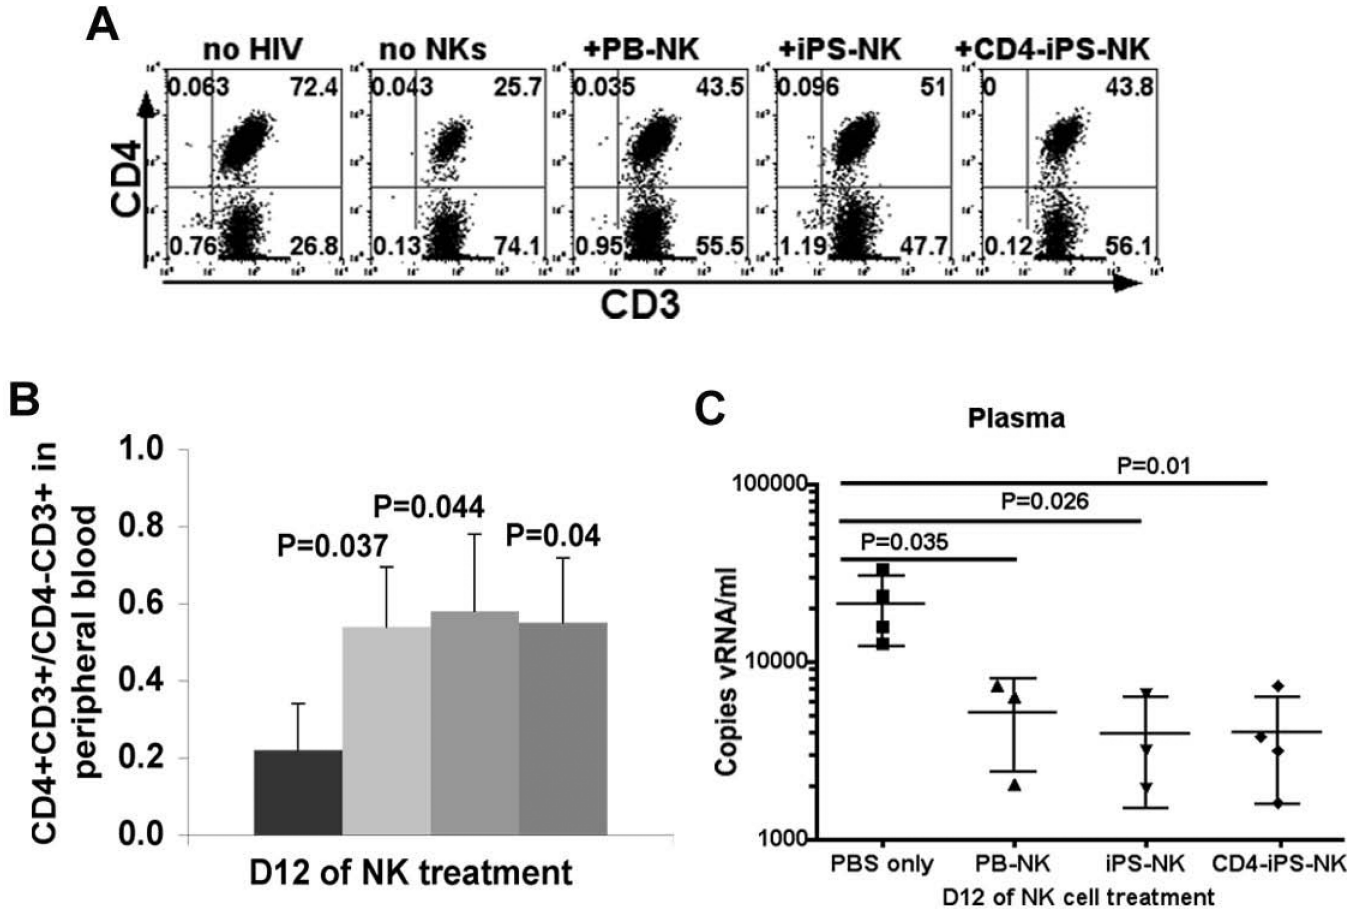 A
no HIV no NKs +PB-NK +iPS-NK +CD4-iPS-NK
0.063 72.4 0.043 25.7 0.035 43.5 0.096 51 0 43.8
CD4
0.76 26.8 0.13 74.1 0.95 55.5 1.19 47.7 0.12 56.1
CD3
B
CD4+CD3+/CD4-CD3+ in
peripheral blood
1.0
0.8
0.6
0.4
0.2
0.0
P=0.037
P=0.044
P=0.04
D12 of NK treatment
C
Plasma
P=0.01
P=0.026
P=0.035
Copies vRNA/ml
100000
10000
1000
PBS only PB-NK iPS-NK CD4-iPS-NK
D12 of NK cell treatment